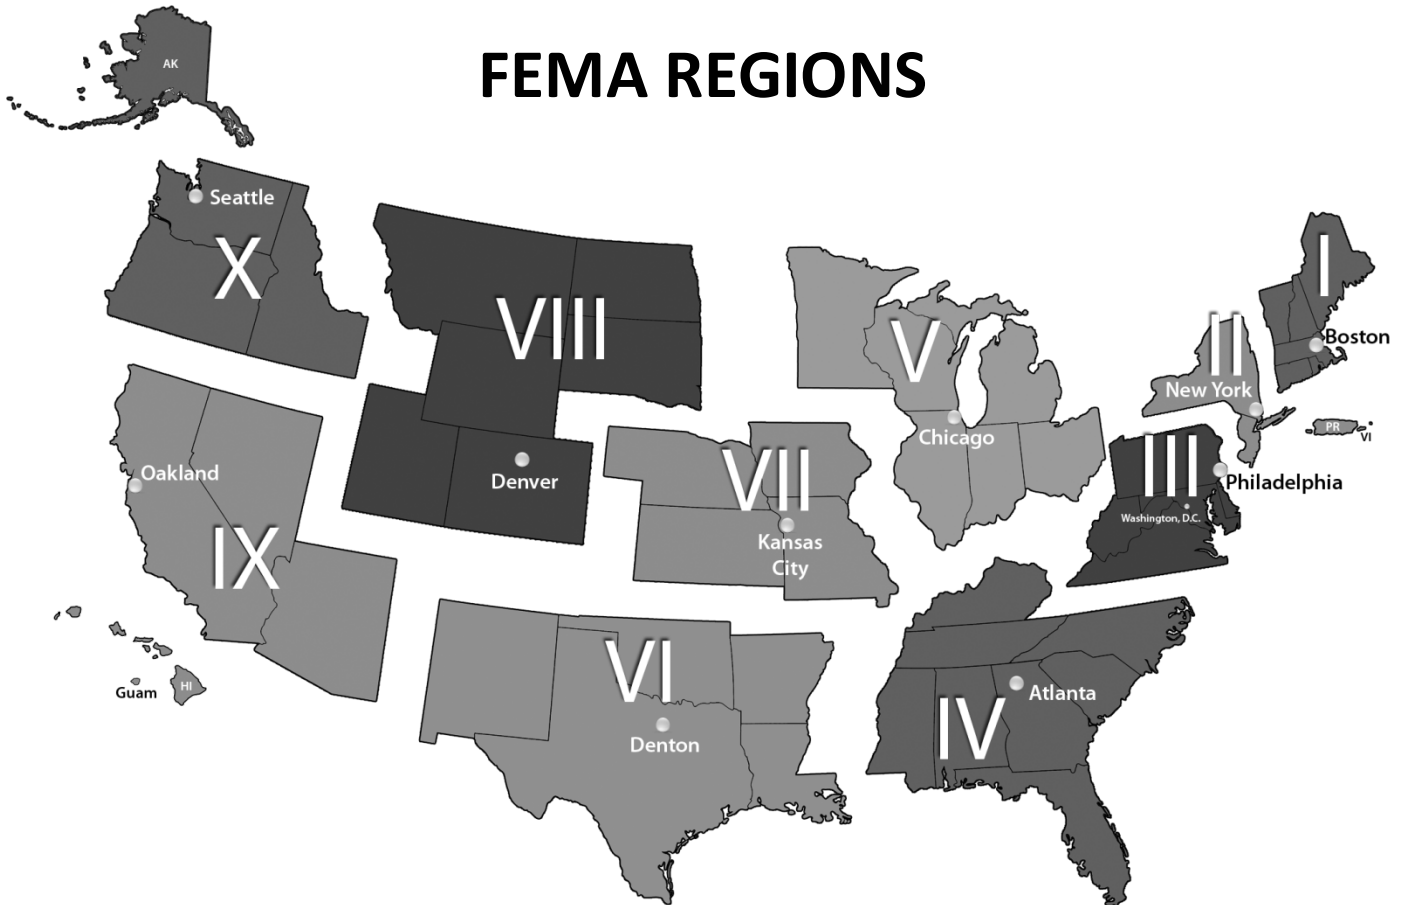 FEMA REGIONS
AK
Seattle
X
VIII
V
I
II
Boston
New York
PR
VI
Chicago
III
Philadelphia
Washington, D.C.
Oakland
Denver
VII
Kansas
City
IX
Guam
HI
VI
Denton
Atlanta
IV